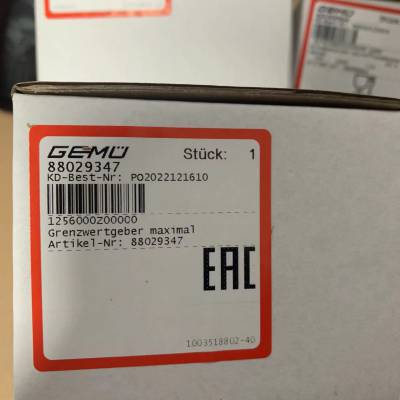 GEMÜ Stück: 1
88029347
KD-Best-Nr: PO2022121610
1256000Z00000
Grenzwertgeber maximal
Artikel-Nr: 88029347
EAC
1003518802-40